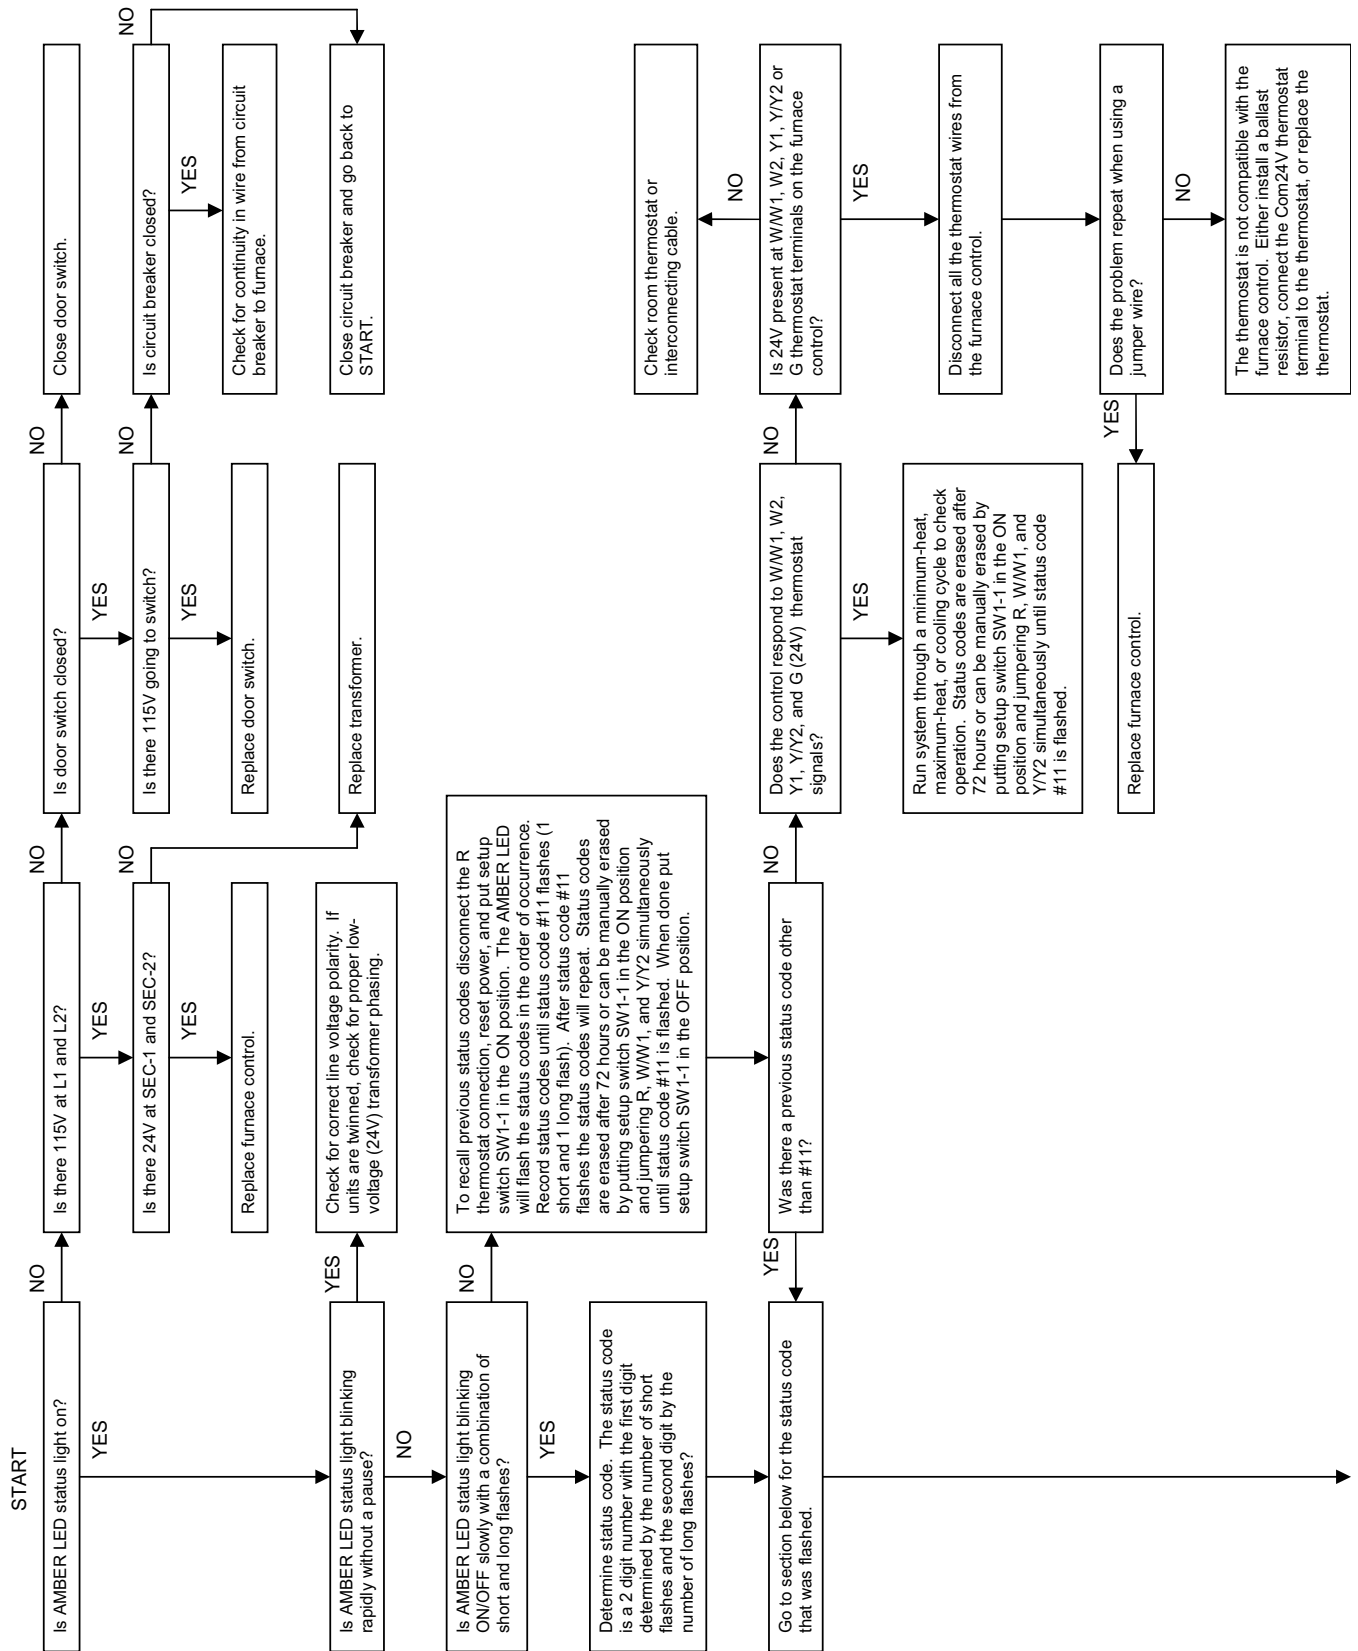 START
Is AMBER LED status light on?
NO
YES
Is there 115V at L1 and L2?
NO
YES
Is door switch closed?
NO
YES
Close door switch.
Is there 24V at SEC-1 and SEC-2?
NO
YES
Is there 115V going to switch?
NO
YES
Is circuit breaker closed?
NO
YES
Replace furnace control.
Replace door switch.
Check for continuity in wire from circuit
breaker to furnace.
Is AMBER LED status light blinking
rapidly without a pause?
YES
NO
Check for correct line voltage polarity. If
units are twinned, check for proper low-
voltage (24V) transformer phasing.
Replace transformer.
Close circuit breaker and go back to
START.
Is AMBER LED status light blinking
ON/OFF slowly with a combination of
short and long flashes?
NO
YES
To recall previous status codes disconnect the R
thermostat connection, reset power, and put setup
switch SW1-1 in the ON position. The AMBER LED
will flash the status codes in the order of occurrence.
Record status codes until status code #11 flashes (1
short and 1 long flash). After status code #11
flashes the status codes will repeat. Status codes
are erased after 72 hours or can be manually erased
by putting setup switch SW1-1 in the ON position
and jumpering R, W/W1, and Y/Y2 simultaneously
until status code #11 is flashed. When done put
setup switch SW1-1 in the OFF position.
Determine status code. The status code
is a 2 digit number with the first digit
determined by the number of short
flashes and the second digit by the
number of long flashes?
Go to section below for the status code
that was flashed.
YES
Was there a previous status code other
than #11?
NO
Does the control respond to W/W1, W2,
Y1, Y/Y2, and G (24V) thermostat
signals?
NO
YES
Check room thermostat or
interconnecting cable.
NO
Is 24V present at W/W1, W2, Y1, Y/Y2 or
G thermostat terminals on the furnace
control?
YES
Run system through a minimum-heat,
maximum-heat, or cooling cycle to check
operation. Status codes are erased after
72 hours or can be manually erased by
putting setup switch SW1-1 in the ON
position and jumpering R, W/W1, and
Y/Y2 simultaneously until status code
#11 is flashed.
Disconnect all the thermostat wires from
the furnace control.
Replace furnace control.
YES
Does the problem repeat when using a
jumper wire?
NO
The thermostat is not compatible with the
furnace control. Either install a ballast
resistor, connect the Com24V thermostat
terminal to the thermostat, or replace the
thermostat.